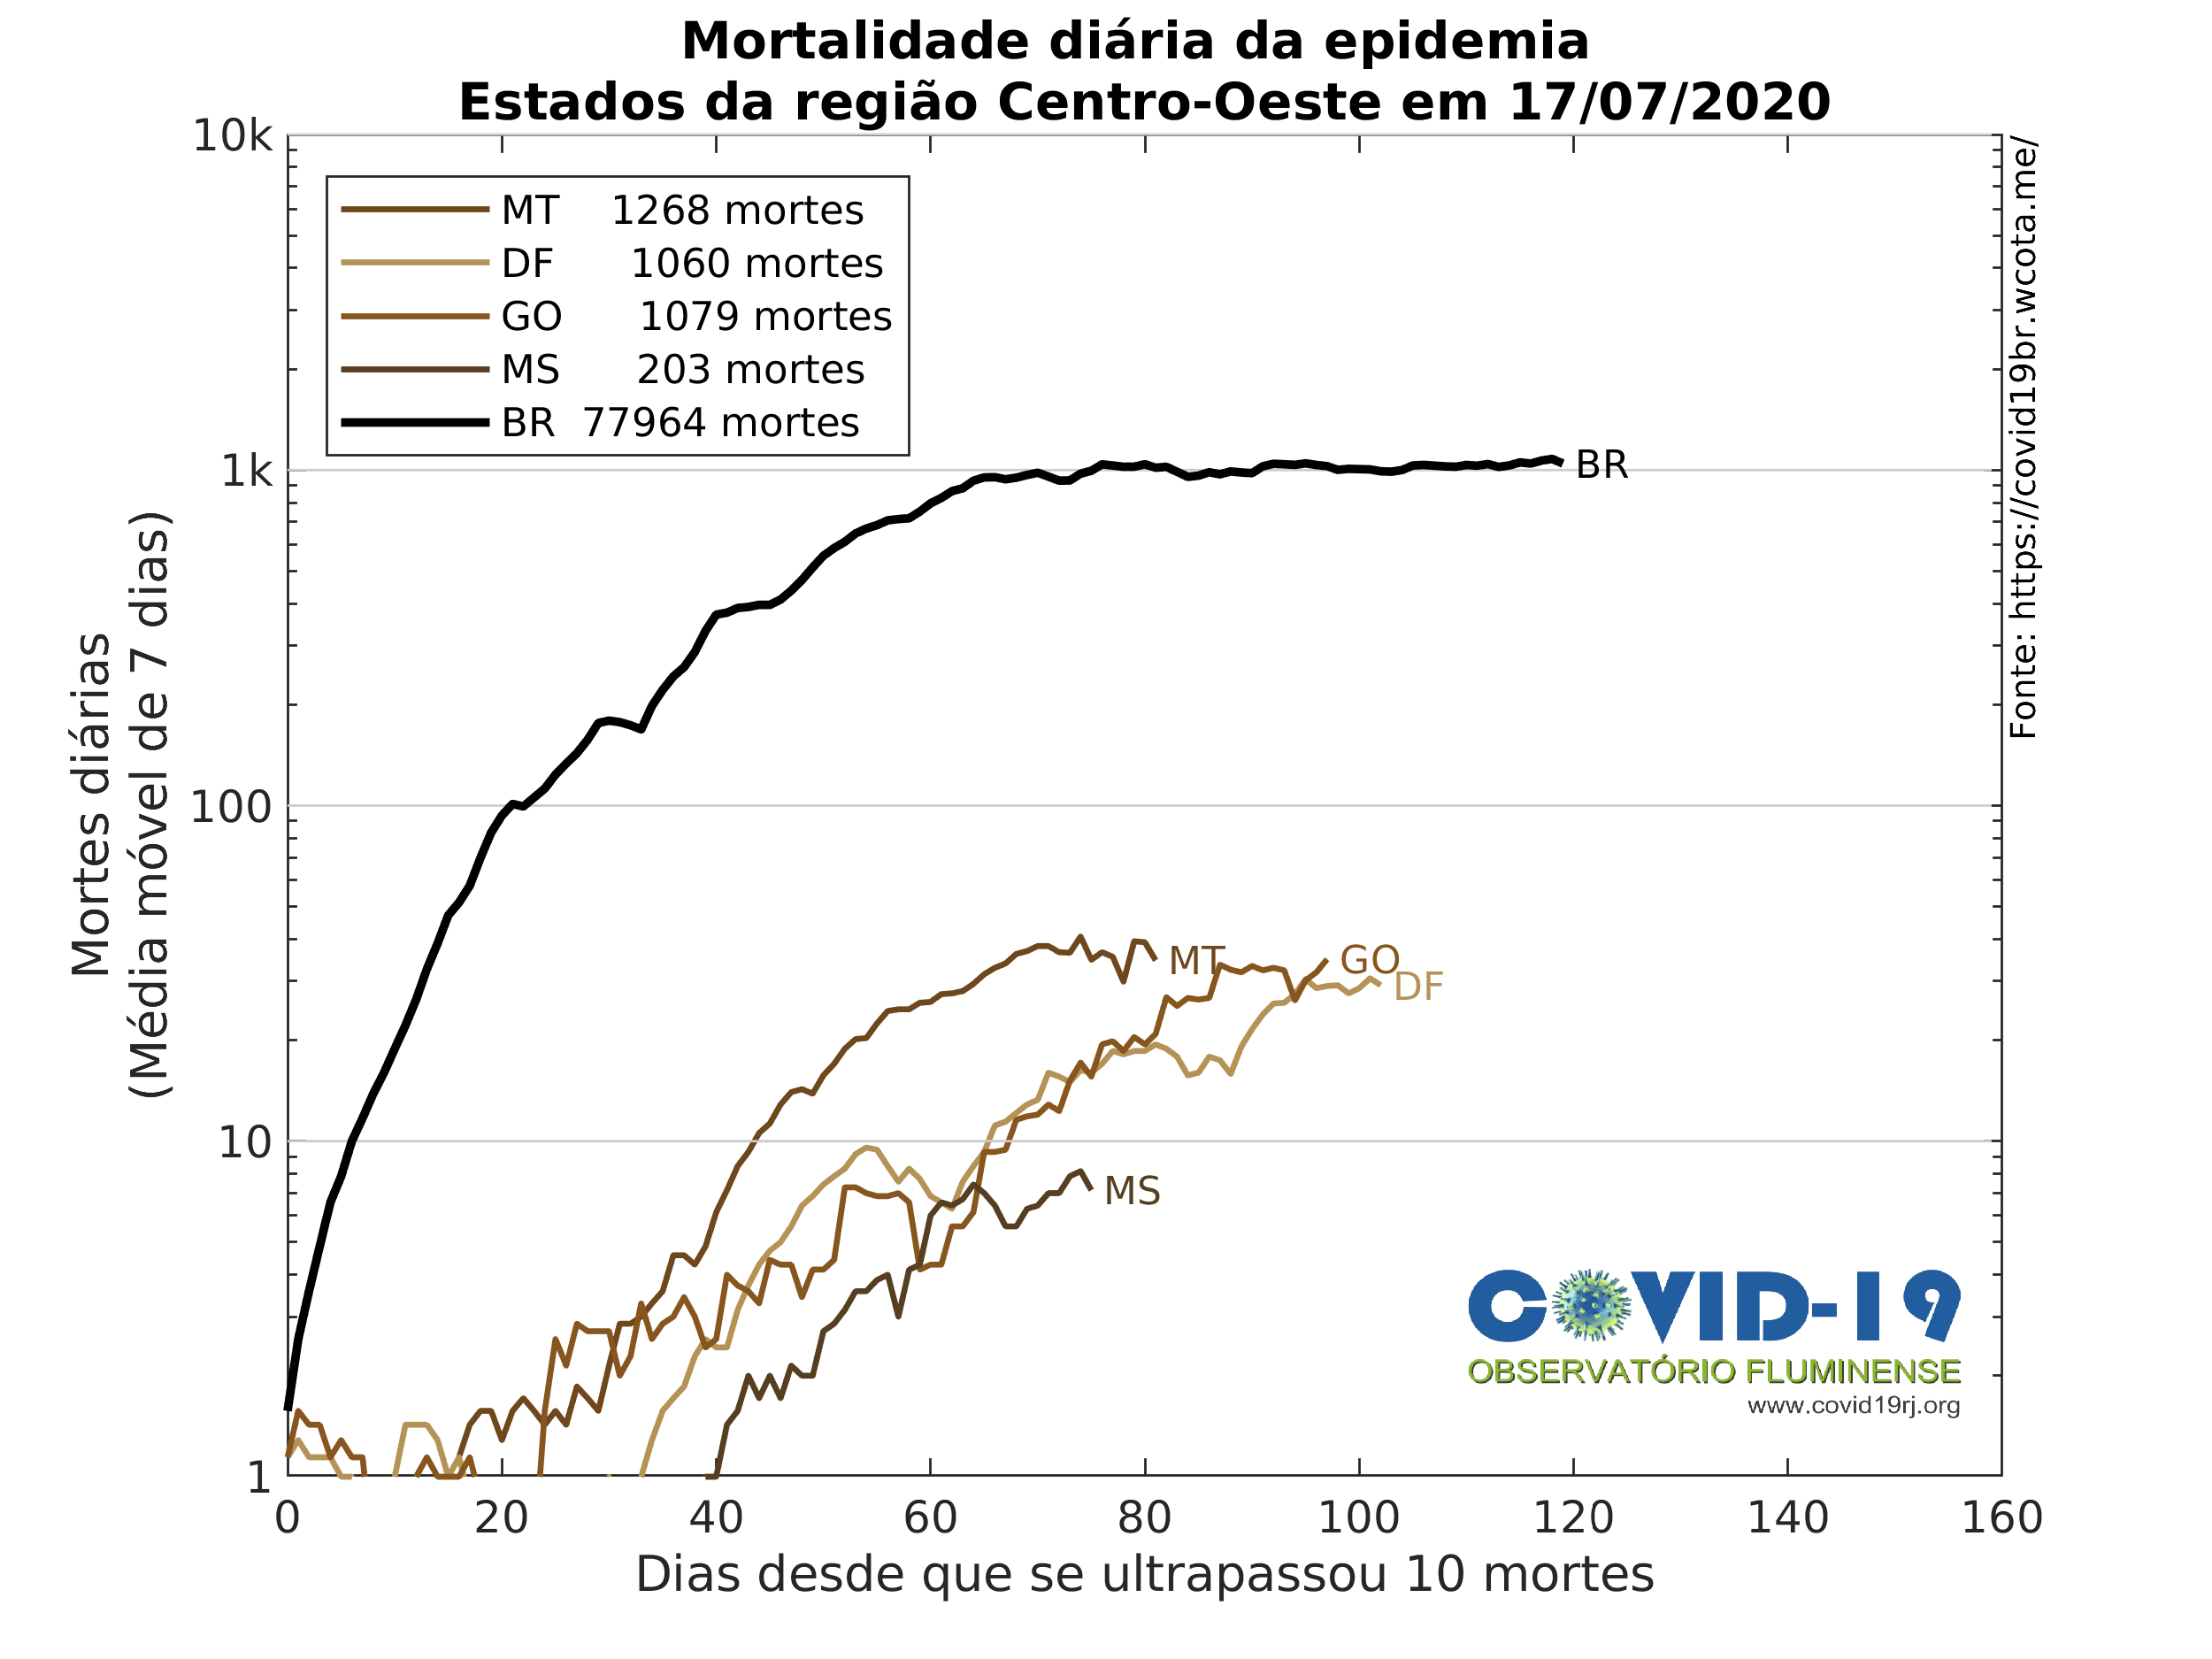 Mortalidade diária da epidemia
Estados da região Centro-Oeste em 17/07/2020
10k
1k
100
10
1
Mortes diárias
(Média móvel de 7 dias)
MT 1268 mortes
DF 1060 mortes
GO 1079 mortes
MS 203 mortes
BR 77964 mortes
BR
MT
GO
DF
MS
Fonte: https://covid19br.wcota.me/
COVID-19
OBSERVATÓRIO FLUMINENSE
www.covid19rj.org
0 20 40 60 80 100 120 140 160
Dias desde que se ultrapassou 10 mortes